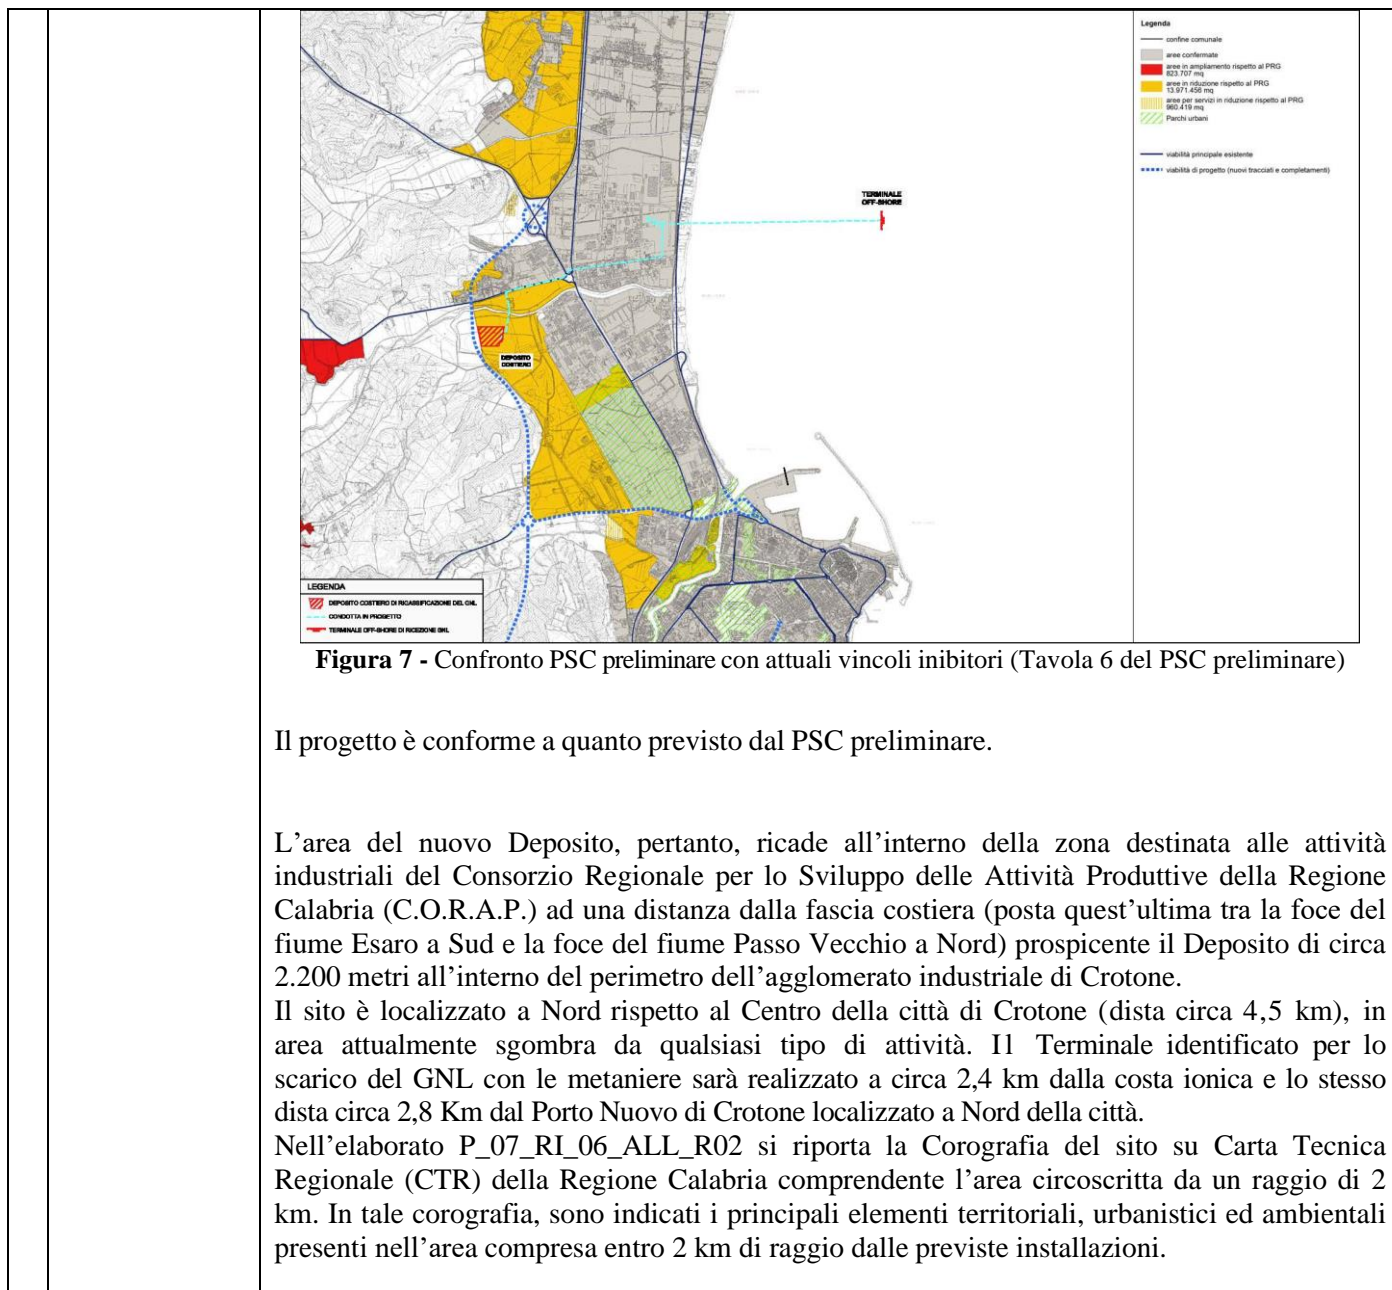 Legenda
confine comunale
aree confermate
aree in ampliamento rispetto al PRG
823.707 mq
aree in riduzione rispetto al PRG
13.971.456 mq
aree per servizi in riduzione rispetto al PRG
960.419 mq
Parchi urbani
viabilità principale esistente
viabilità di progetto (nuovi tracciati e completamenti)
TERMINALE
OFF-SHORE
DEPOSITO
COSTIERO
LEGENDA
DEPOSITO COSTIERO DI RIGASSIFICAZIONE DEL GNL
CONDOTTA IN PROGETTO
TERMINALE OFF-SHORE DI RICEZIONE GNL
Figura 7 - Confronto PSC preliminare con attuali vincoli inibitori (Tavola 6 del PSC preliminare)
Il progetto è conforme a quanto previsto dal PSC preliminare.
L’area del nuovo Deposito, pertanto, ricade all’interno della zona destinata alle attività
industriali del Consorzio Regionale per lo Sviluppo delle Attività Produttive della Regione
Calabria (C.O.R.A.P.) ad una distanza dalla fascia costiera (posta quest’ultima tra la foce del
fiume Esaro a Sud e la foce del fiume Passo Vecchio a Nord) prospicente il Deposito di circa
2.200 metri all’interno del perimetro dell’agglomerato industriale di Crotone.
Il sito è localizzato a Nord rispetto al Centro della città di Crotone (dista circa 4,5 km), in
area attualmente sgombra da qualsiasi tipo di attività. I1 Terminale identificato per lo
scarico del GNL con le metaniere sarà realizzato a circa 2,4 km dalla costa ionica e lo stesso
dista circa 2,8 Km dal Porto Nuovo di Crotone localizzato a Nord della città.
Nell’elaborato P_07_RI_06_ALL_R02 si riporta la Corografia del sito su Carta Tecnica
Regionale (CTR) della Regione Calabria comprendente l’area circoscritta da un raggio di 2
km. In tale corografia, sono indicati i principali elementi territoriali, urbanistici ed ambientali
presenti nell’area compresa entro 2 km di raggio dalle previste installazioni.